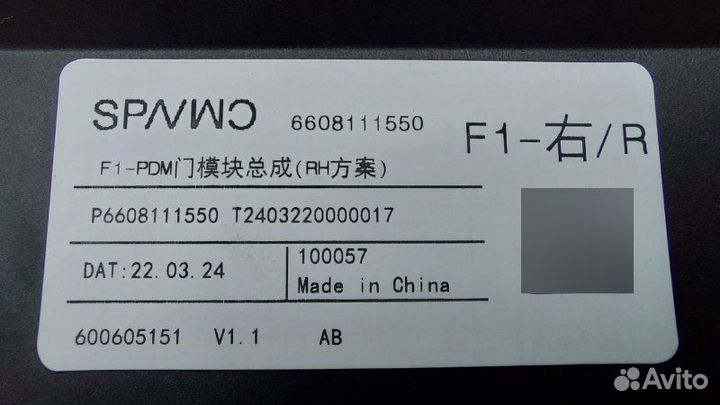 SPΛVMƆ 6608111550
F1-右/R
F1-PDM门模块总成(RH方案)
P6608111550 T2403220000017
DAT:22.03.24
100057
Made in China
600605151 V1.1 AB
Avito